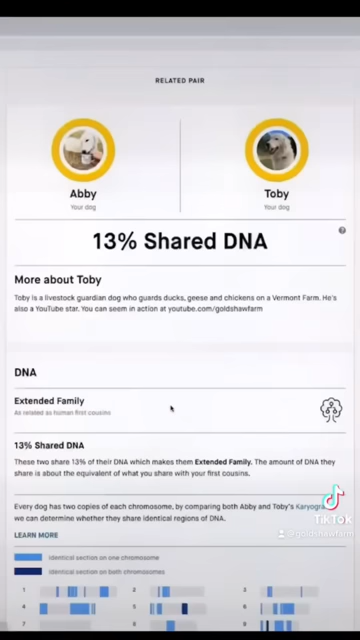 RELATED PAIR
Abby
Your dog
Toby
Your dog
13% Shared DNA
More about Toby
Toby is a livestock guardian dog who guards ducks, geese and chickens on a Vermont Farm. He's
also a YouTube star. You can seem in action at youtube.com/goldshawfarm
DNA
Extended Family
As related as human first cousins
13% Shared DNA
These two share 13% of their DNA which makes them Extended Family. The amount of DNA they
share is about the equivalent of what you share with your first cousins.
Every dog has two copies of each chromosome, by comparing both Abby and Toby's
we can determine whether they share identical regions of DNA.
TikTok
@goldshawfarm
LEARN MORE
Identical section on one chromosome
Identical section on both chromosomes
1
2
3
4
5
6
7
8
9